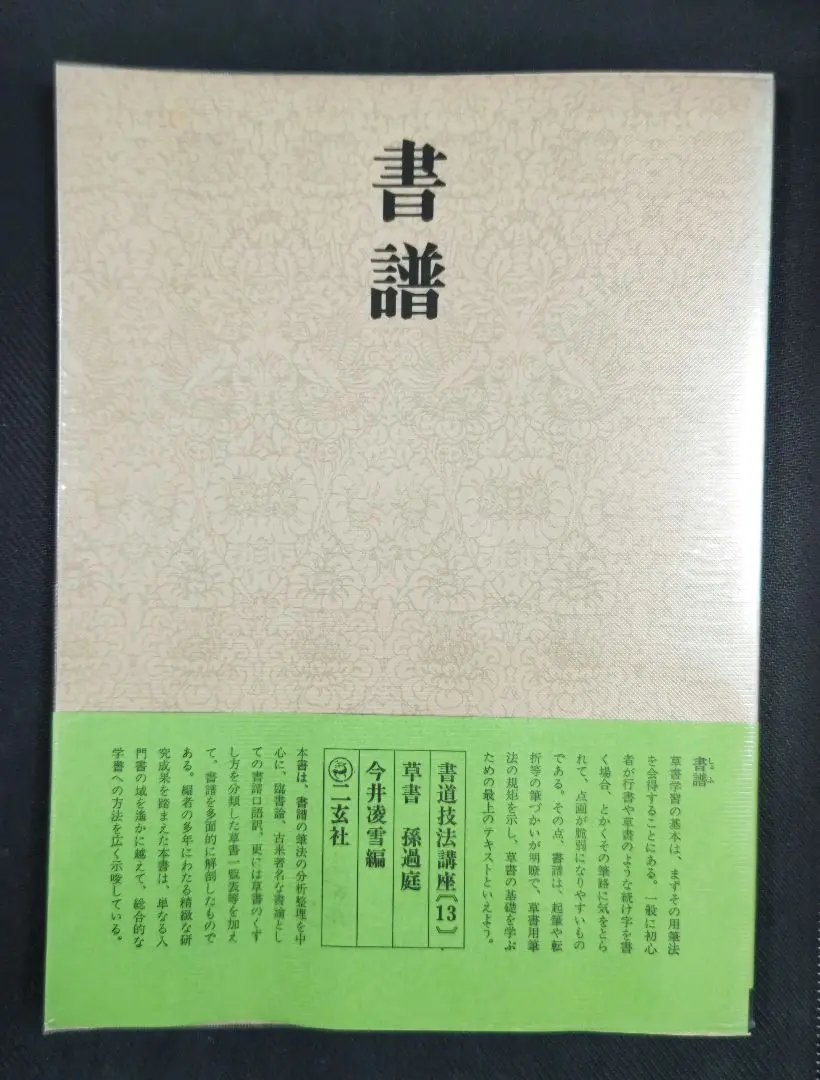 書譜
書譜
しょふ
草書学習の基本は、まずその用筆法
を会得することにある。一般に初心
者が行書や草書のような続け字を書
く場合、とかくその筆路に気をとら
れて、点画が脆弱になりやすいもの
である。その点、書譜は、起筆や転
折等の筆づかいが明瞭で、草書用筆
法の規矩を示し、草書の基礎を学ぶ
ための最上のテキストといえよう。
書道技法講座〔13〕
草書 孫過庭
今井凌雪編
二玄社
本書は、書譜の筆法の分析整理を中
心に、臨書論、古来著名な書論とし
ての書譜口語訳、更には草書のくず
し方を分類した草書一覧表等を加え
て、書譜を多面的に解剖したもので
ある。編者の多年にわたる精緻な研
究成果を踏まえた本書は、単なる入
門書の域を遙かに越えて、総合的な
学書への方法を広く示唆している。